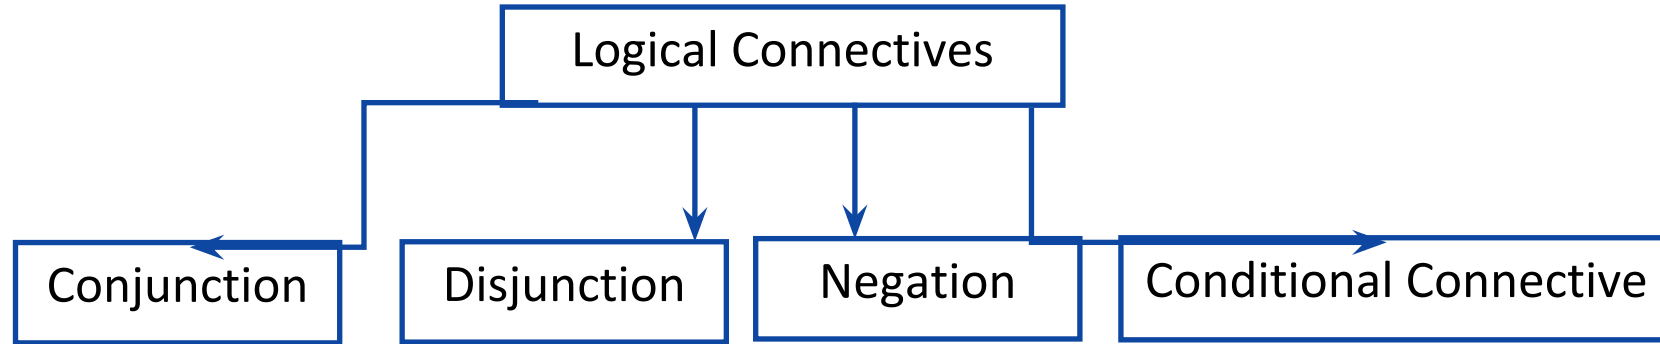 Logical Connectives
Conjunction
Disjunction
Negation
Conditional Connective